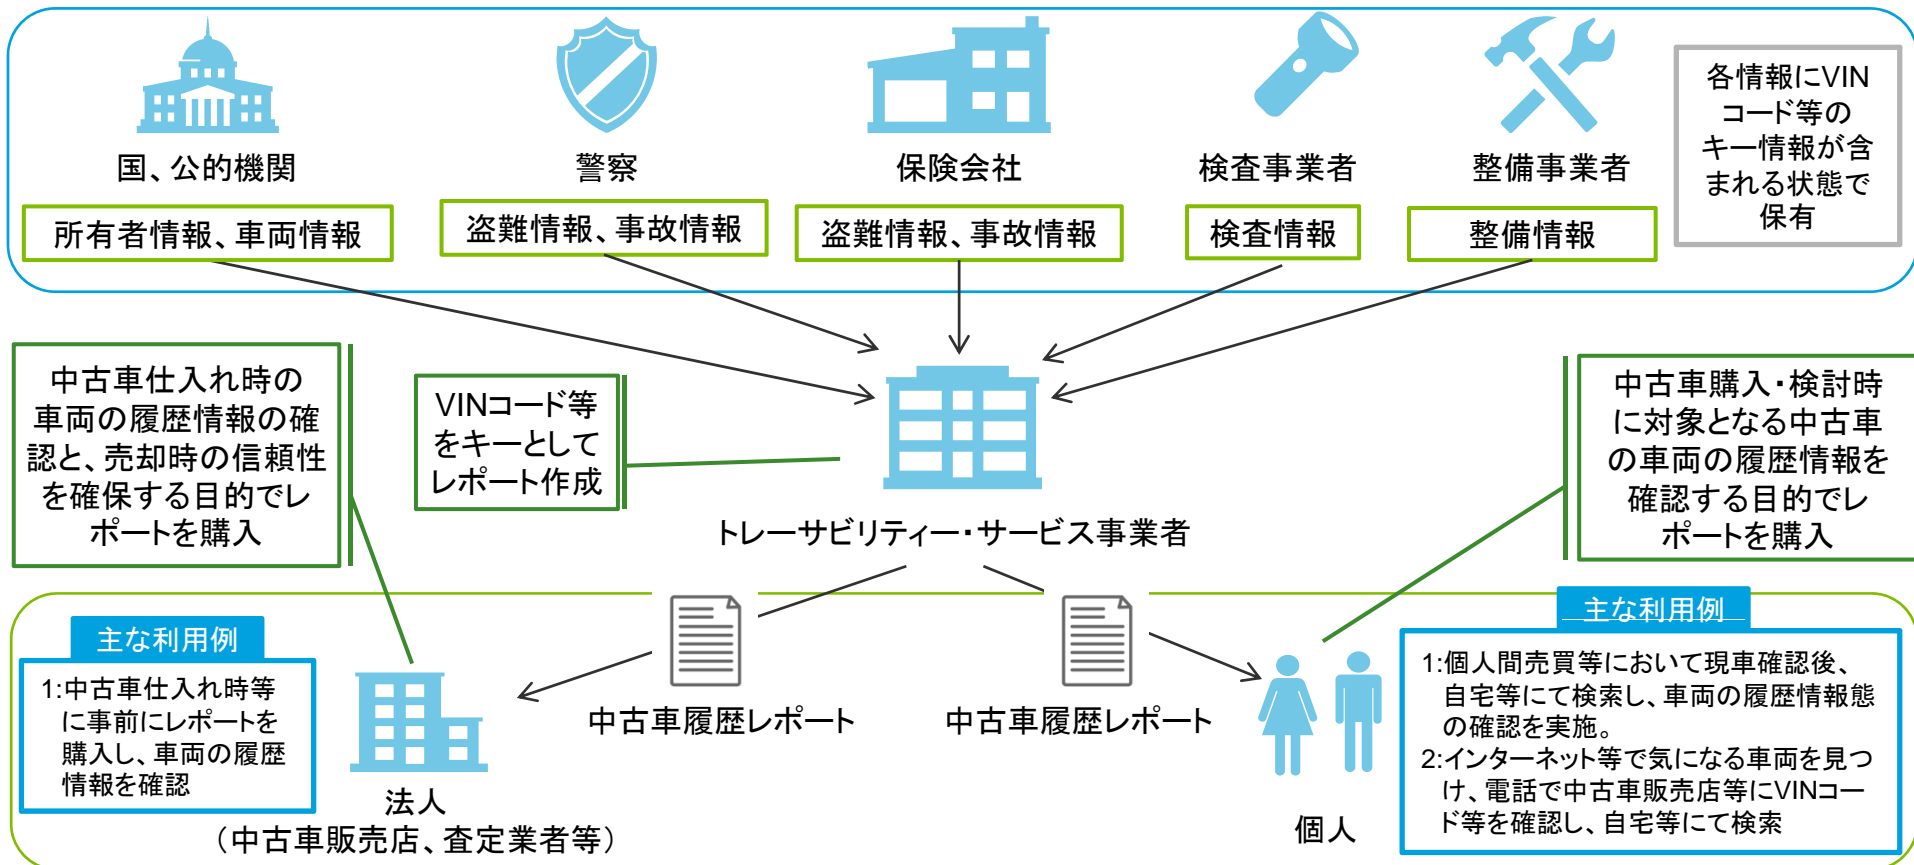 国、公的機関
警察
保険会社
検査事業者
整備事業者
所有者情報、車両情報
盗難情報、事故情報
盗難情報、事故情報
検査情報
整備情報
各情報にVIN
コード等の
キー情報が含
まれる状態で
保有
中古車仕入れ時の
車両の履歴情報の確
認と、売却時の信頼性
を確保する目的でレ
ポートを購入
VINコード等
をキーとして
レポート作成
トレーサビリティー・サービス事業者
中古車購入・検討時
に対象となる中古車
の車両の履歴情報を
確認する目的でレ
ポートを購入
主な利用例
1:中古車仕入れ時等
に事前にレポートを
購入し、車両の履歴
情報を確認
法人
（中古車販売店、査定業者等）
中古車履歴レポート
中古車履歴レポート
個人
主な利用例
1:個人間売買等において現車確認後、
自宅等にて検索し、車両の履歴情報態
の確認を実施。
2:インターネット等で気になる車両を見つ
け、電話で中古車販売店等にVINコー
ド等を確認し、自宅等にて検索